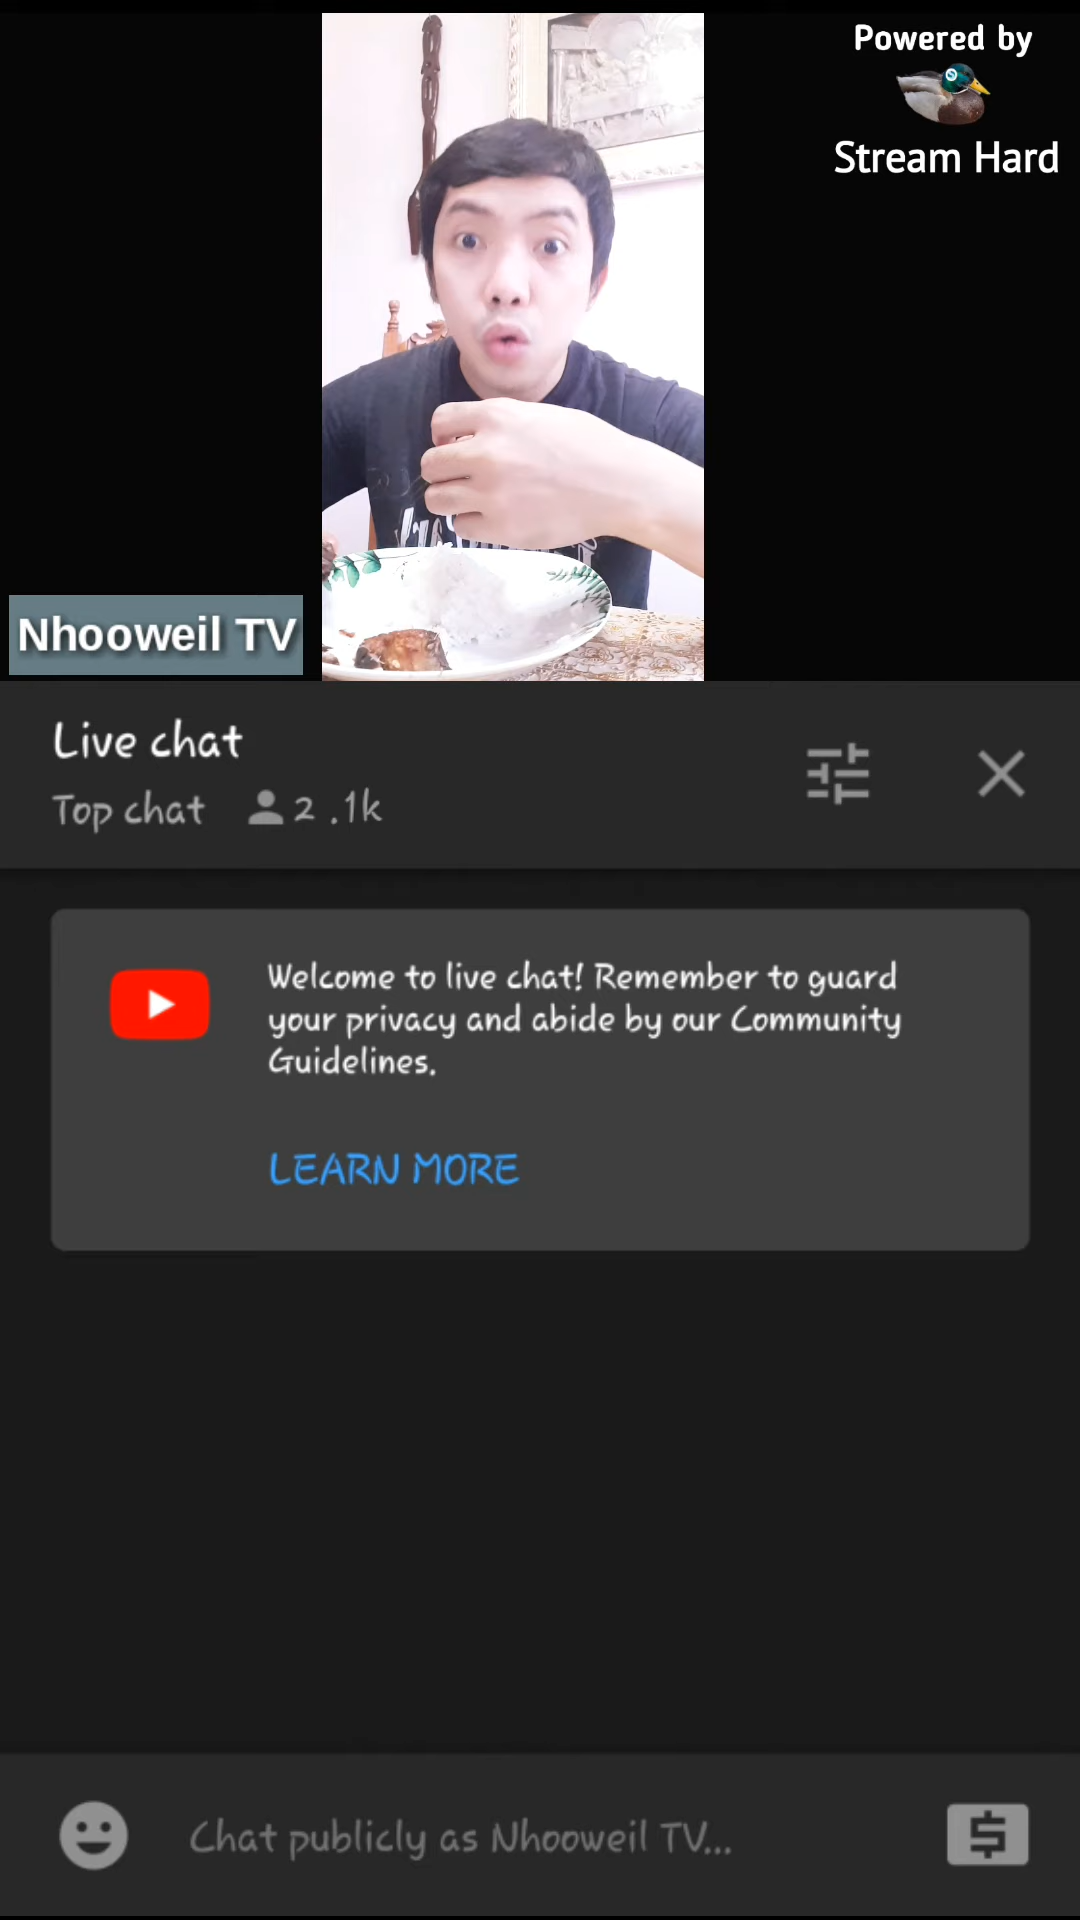 Powered by
Stream Hard
Nhooweil TV
Live chat
Top chat 2 .1k
Welcome to live chat! Remember to guard
your privacy and abide by our Community
Guidelines.
LEARN MORE
Chat publicly as Nhooweil TV...